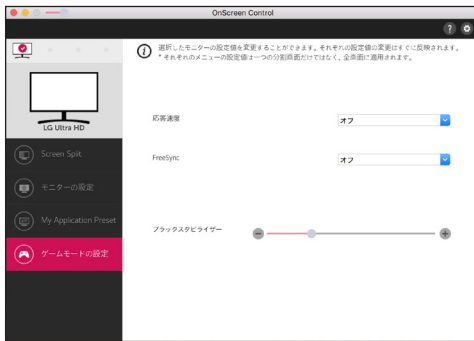 OnScreen Control
選択したモニターの設定値を変更することができます。それぞれの設定値の変更はすぐに反映されます。
* それぞれのメニューの設定値は一つの分割画面だけではなく、全画面に適用されます。
LG Ultra HD
Screen Split
モニターの設定
My Application Preset
ゲームモードの設定
応答速度
オフ
FreeSync
オフ
ブラックスタビライザー